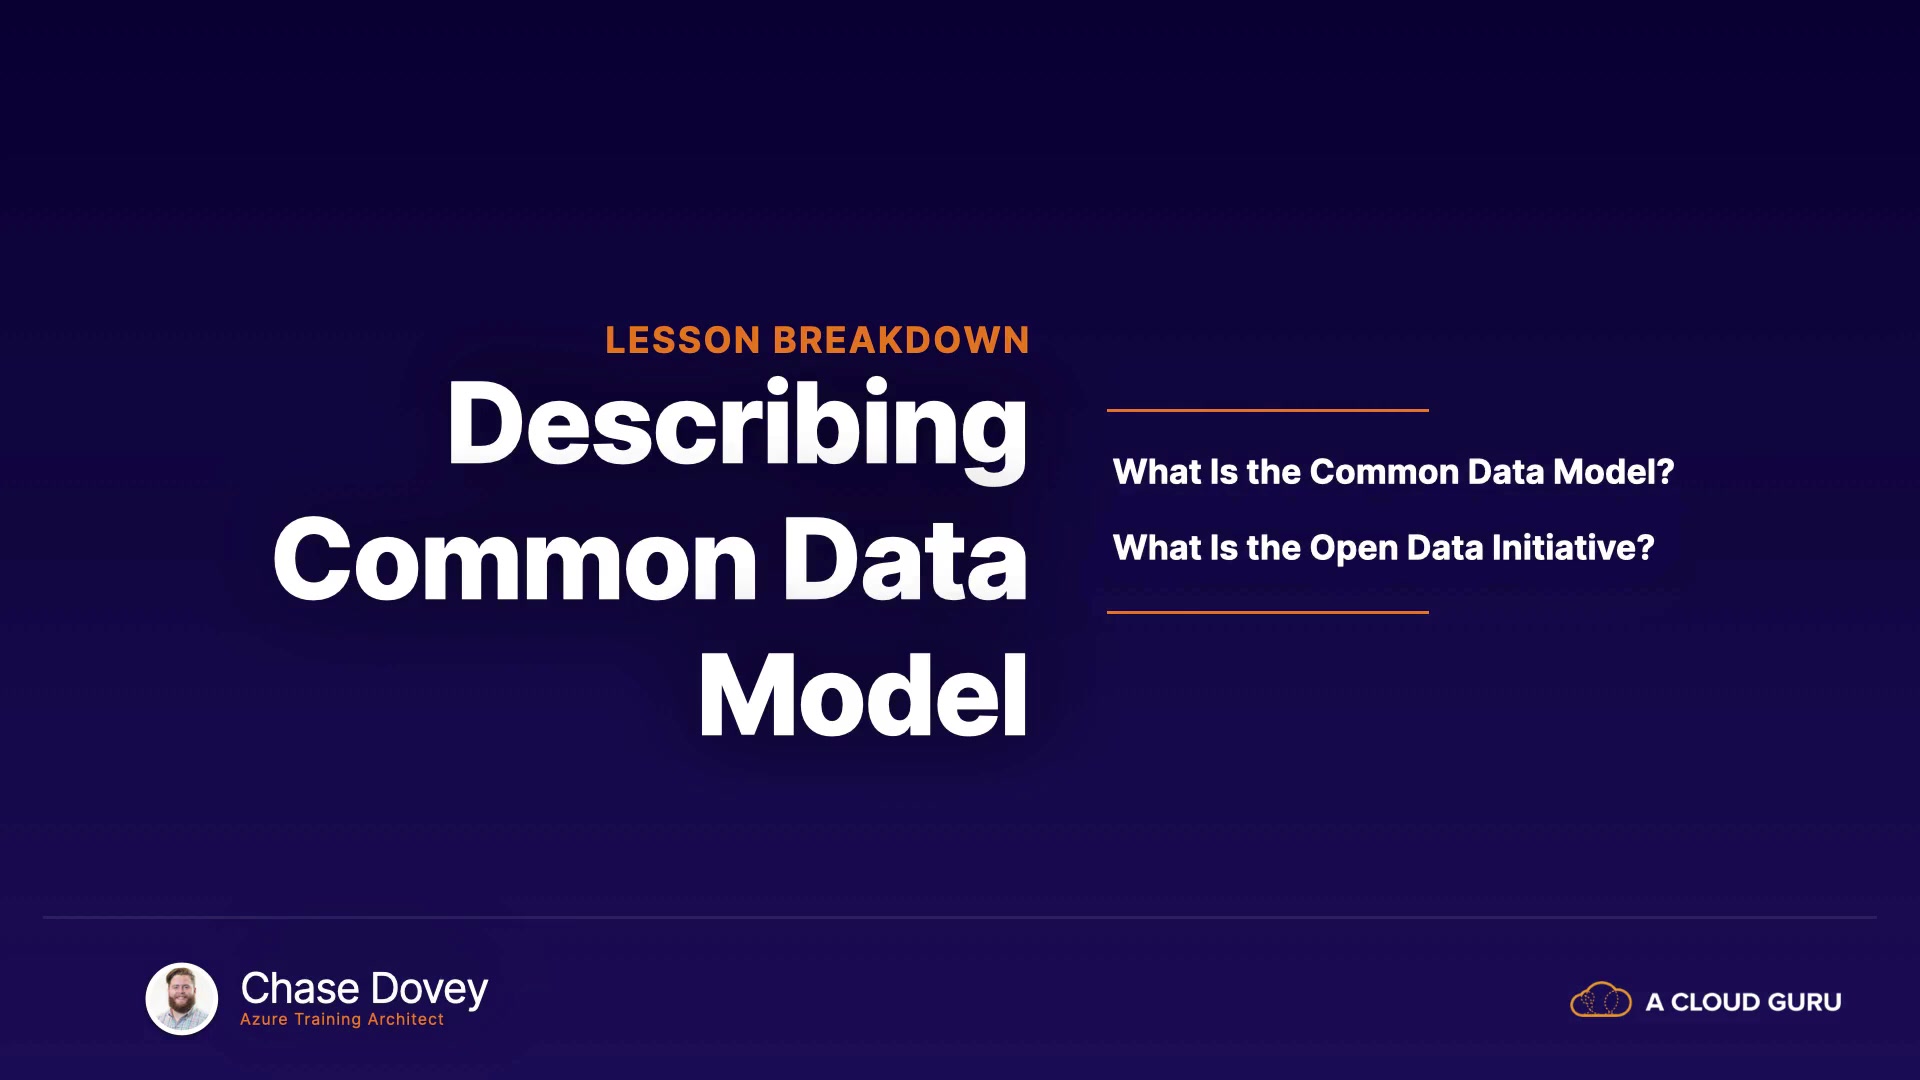 LESSON BREAKDOWN
Describing
Common Data
Model
What Is the Common Data Model?
What Is the Open Data Initiative?
Chase Dovey
Azure Training Architect
A CLOUD GURU